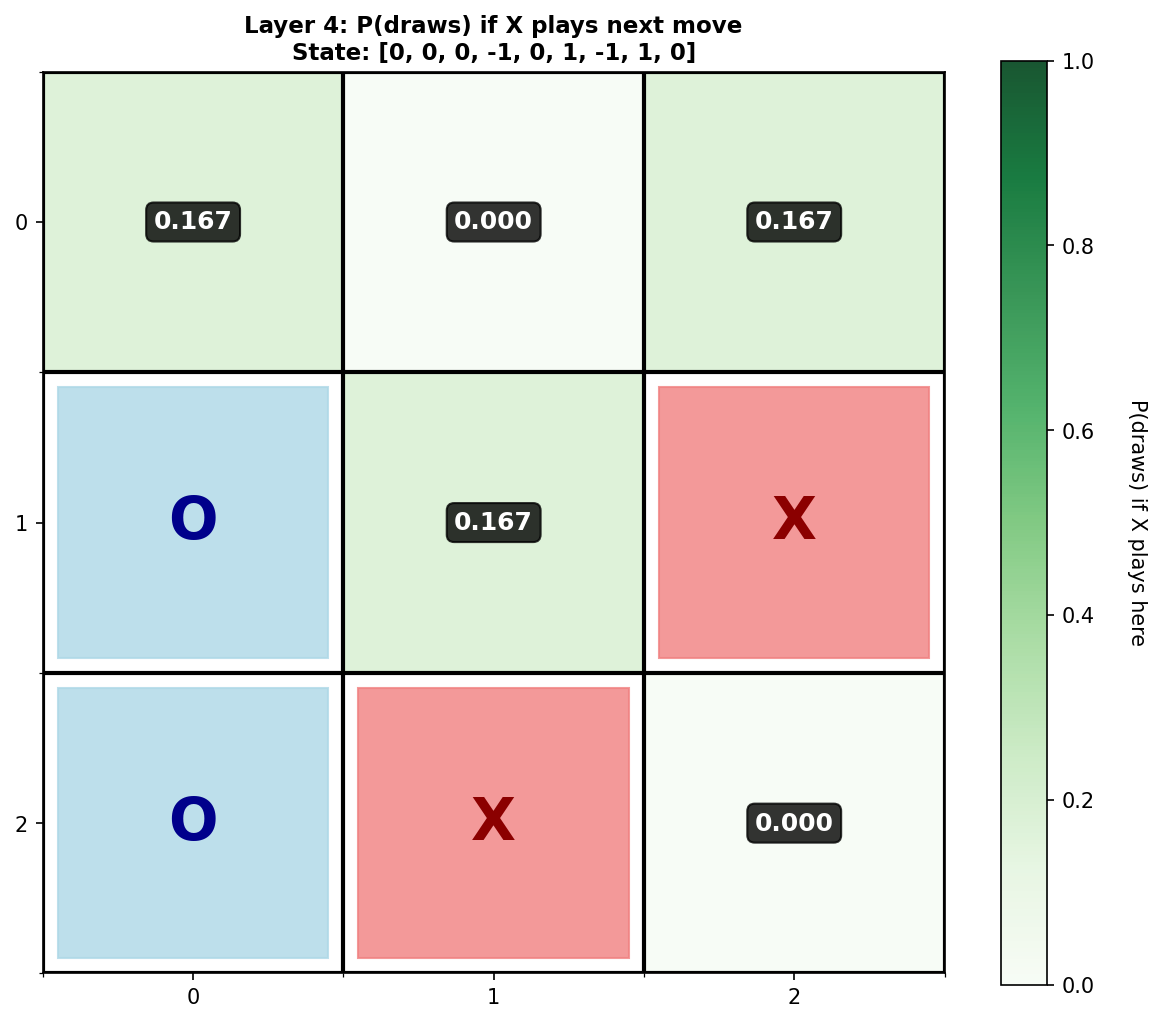 Layer 4: P(draws) if X plays next move
State: [0, 0, 0, -1, 0, 1, -1, 1, 0]
1.0
0.8
0.6
0.4
0.2
0.0
P(draws) if X plays here
0
0.167
0.000
0.167
1
O
0.167
X
2
O
X
0.000
0
1
2